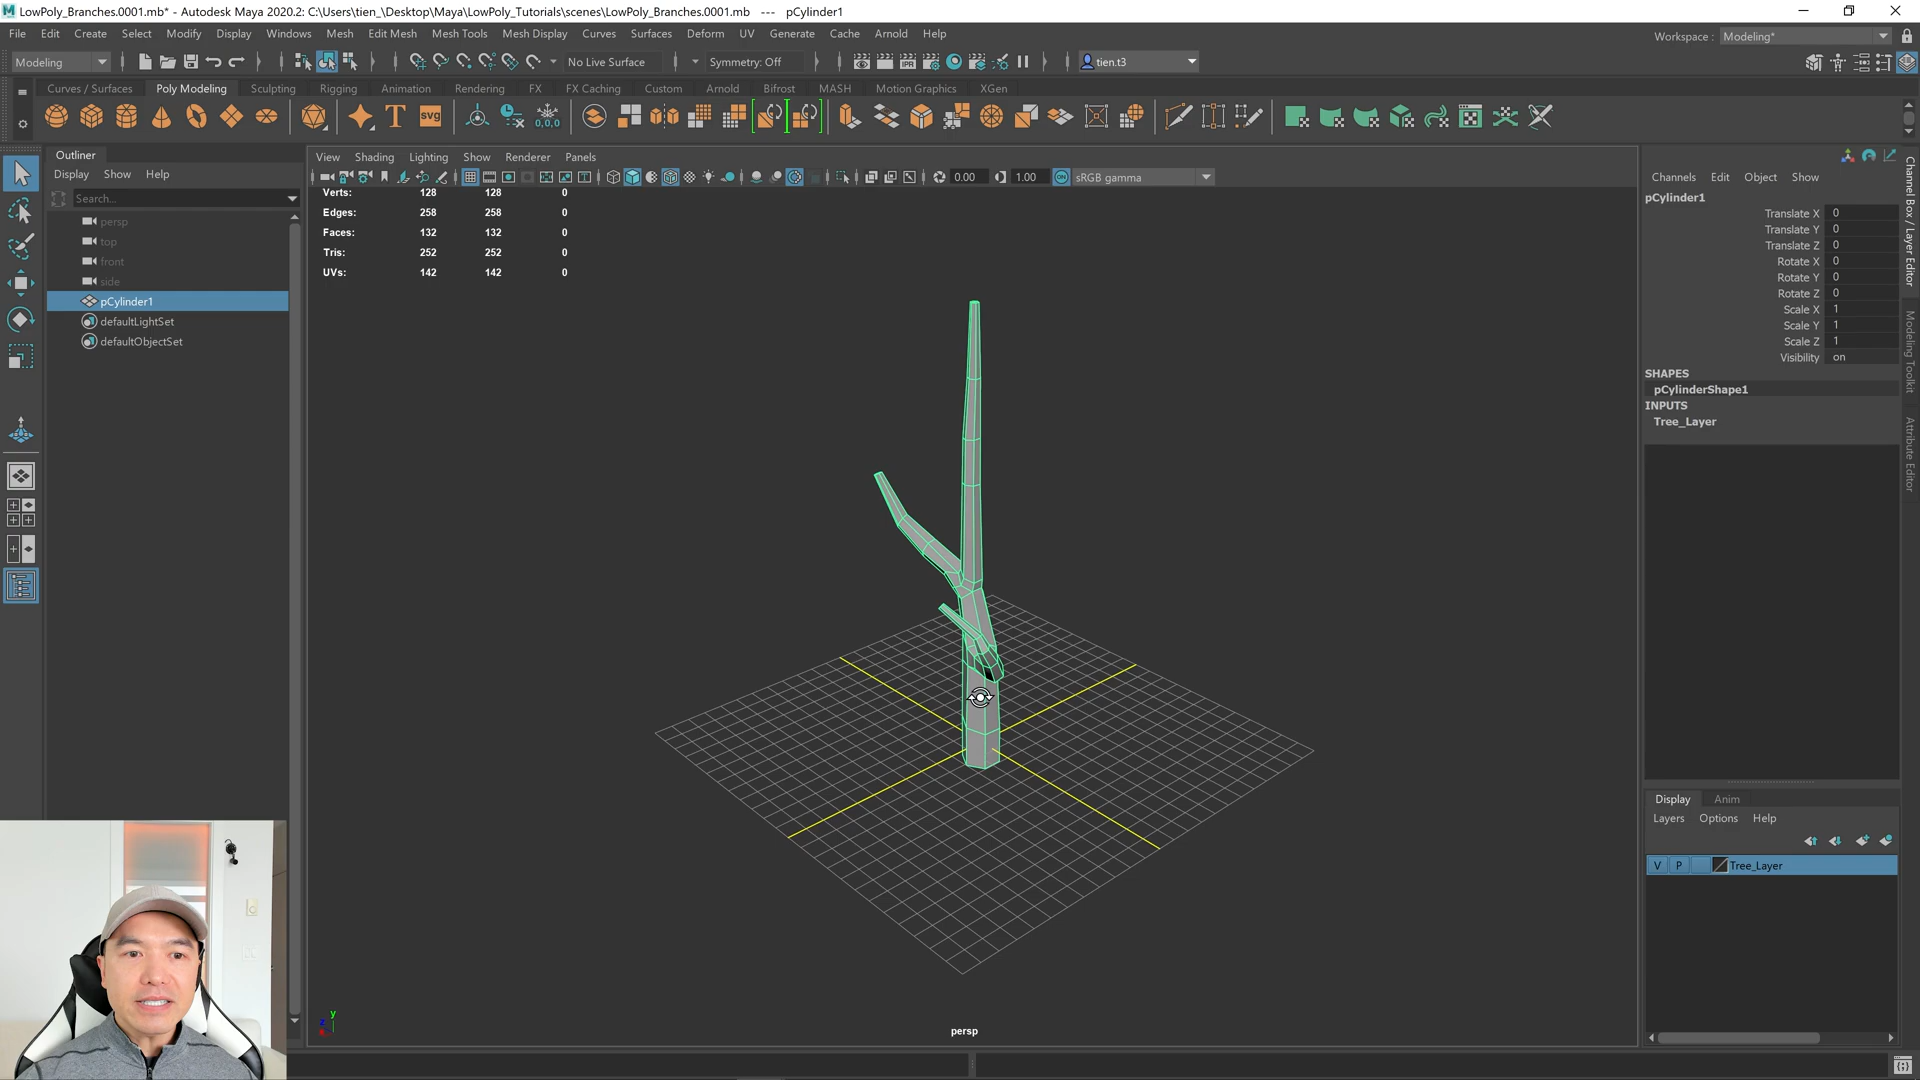 LowPoly_Branches.0001.mb* - Autodesk Maya 2020.2: C:\Users\tien_\Desktop\Maya\LowPoly_Tutorials\scenes\LowPoly_Branches.0001.mb --- pCylinder1
File Edit Create Select Modify Display Windows Mesh Edit Mesh Mesh Tools Mesh Display Curves Surfaces Deform UV Generate Cache Arnold Help
Workspace : Modeling*
Modeling No Live Surface Symmetry: Off tien.t3
Curves / Surfaces Poly Modeling Sculpting Rigging Animation Rendering FX FX Caching Custom Arnold Bifrost MASH Motion Graphics XGen
T svg 0,0,0
Outliner
Display Show Help
Search...
persp
top
front
side
pCylinder1
defaultLightSet
defaultObjectSet
View Shading Lighting Show Renderer Panels
0.00 1.00 sRGB gamma
Verts: 128 128 0
Edges: 258 258 0
Faces: 132 132 0
Tris: 252 252 0
UVs: 142 142 0
y
persp
Channels Edit Object Show
pCylinder1
Translate X 0
Translate Y 0
Translate Z 0
Rotate X 0
Rotate Y 0
Rotate Z 0
Scale X 1
Scale Y 1
Scale Z 1
Visibility on
SHAPES
pCylinderShape1
INPUTS
Tree_Layer
Display Anim
Layers Options Help
V P Tree_Layer
Channel Box / Layer Editor
Modeling Toolkit
Attribute Editor